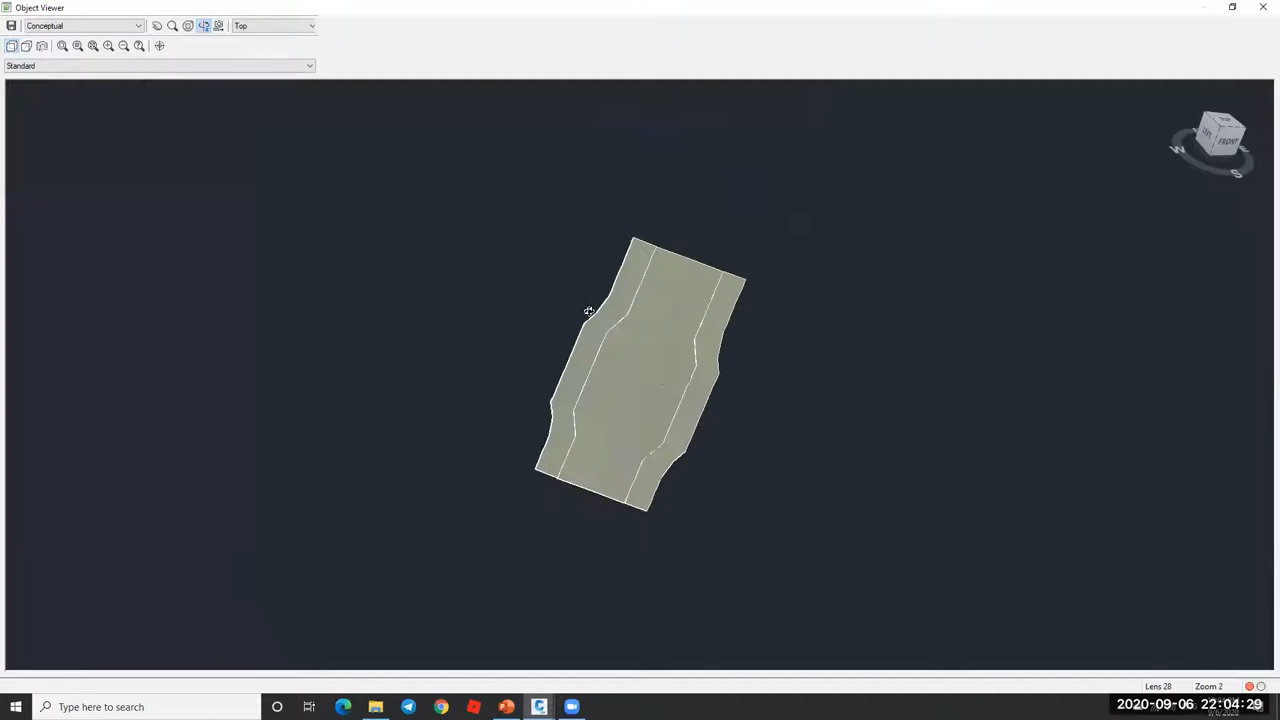 Object Viewer
Conceptual
Top
Standard
FRONT
W
S
Lens 28
Zoom 2
Type here to search
2020-09-06 22:04:29